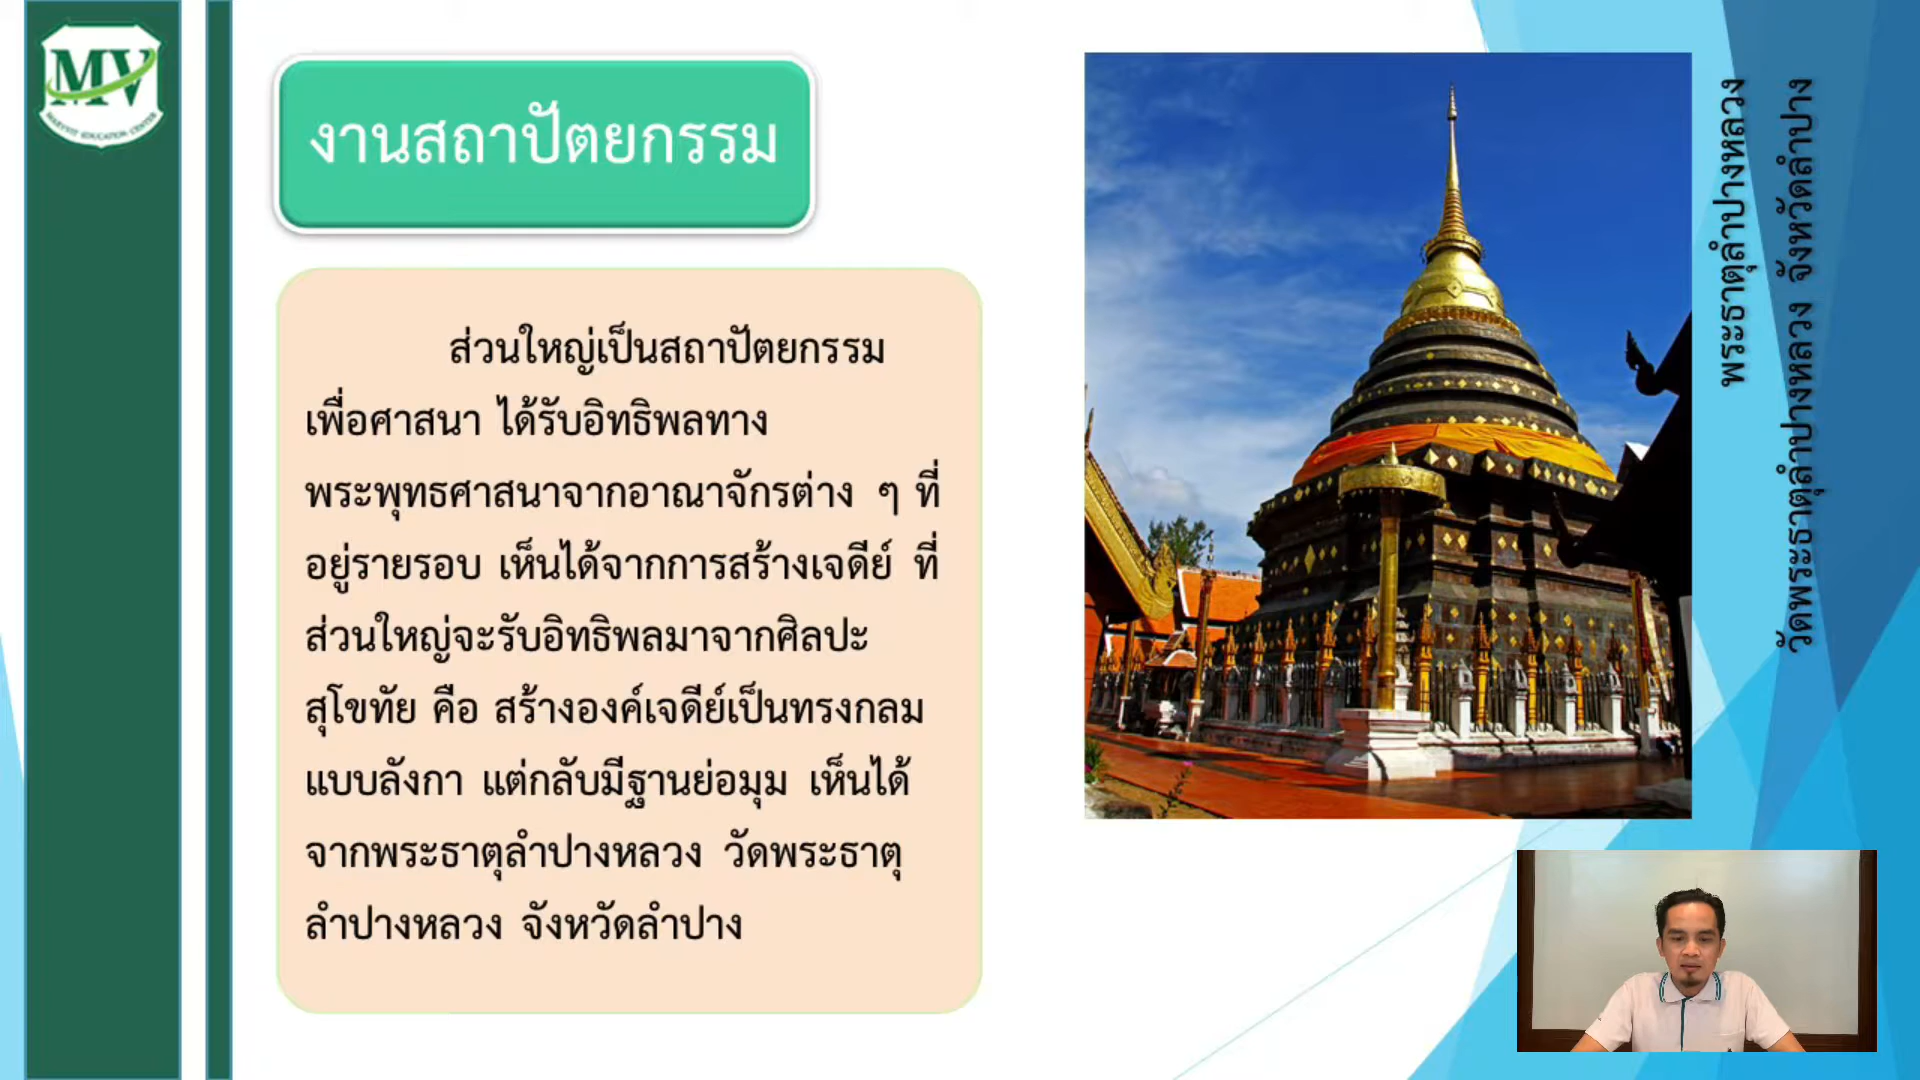 MV
MARYVIT EDUCATION CENTER
งานสถาปัตยกรรม
ส่วนใหญ่เป็นสถาปัตยกรรม
เพื่อศาสนา ได้รับอิทธิพลทาง
พระพุทธศาสนาจากอาณาจักรต่าง ๆ ที่
อยู่รายรอบ เห็นได้จากการสร้างเจดีย์ ที่
ส่วนใหญ่จะรับอิทธิพลมาจากศิลปะ
สุโขทัย คือ สร้างองค์เจดีย์เป็นทรงกลม
แบบลังกา แต่กลับมีฐานย่อมุม เห็นได้
จากพระธาตุลำปางหลวง วัดพระธาตุ
ลำปางหลวง จังหวัดลำปาง
พระธาตุลำปางหลวง
วัดพระธาตุลำปางหลวง จังหวัดลำปาง